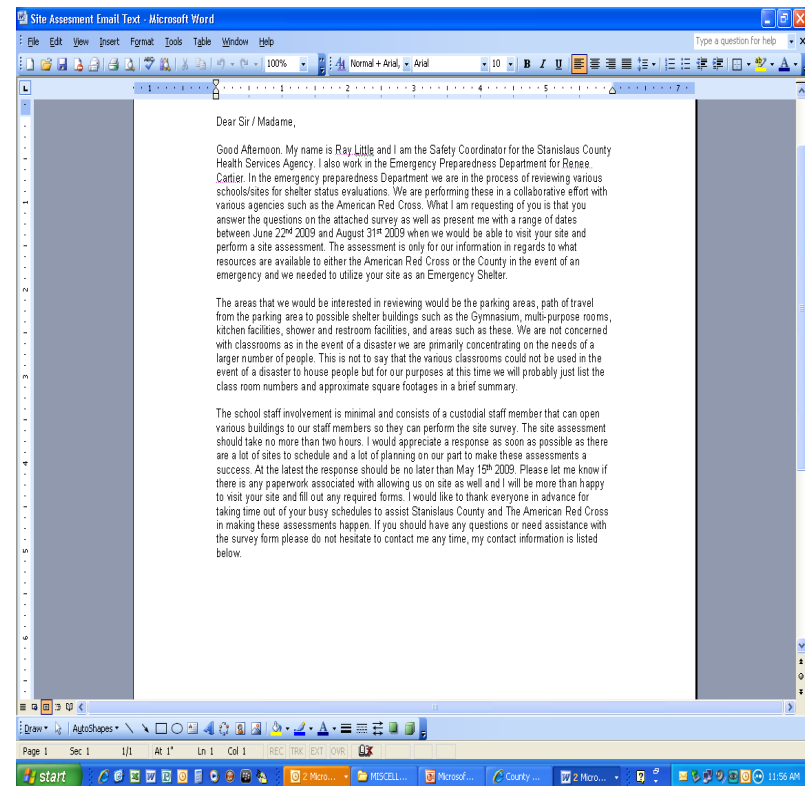 Site Assesment Email Text - Microsoft Word
File Edit View Insert Format Tools Table Window Help
Type a question for help
100% Normal + Arial, Arial 10 B I U
1 1 2 3 4 5 7
Dear Sir / Madame,
Good Afternoon. My name is Ray Little and I am the Safety Coordinator for the Stanislaus County
Health Services Agency. I also work in the Emergency Preparedness Department for Renee
Cartier. In the emergency preparedness Department we are in the process of reviewing various
schools/sites for shelter status evaluations. We are performing these in a collaborative effort with
various agencies such as the American Red Cross. What I am requesting of you is that you
answer the questions on the attached survey as well as present me with a range of dates
between June 22nd 2009 and August 31st 2009 when we would be able to visit your site and
perform a site assessment. The assessment is only for our information in regards to what
resources are available to either the American Red Cross or the County in the event of an
emergency and we needed to utilize your site as an Emergency Shelter.
The areas that we would be interested in reviewing would be the parking areas, path of travel
from the parking area to possible shelter buildings such as the Gymnasium, multi-purpose rooms,
kitchen facilities, shower and restroom facilities, and areas such as these. We are not concerned
with classrooms as in the event of a disaster we are primarily concentrating on the needs of a
larger number of people. This is not to say that the various classrooms could not be used in the
event of a disaster to house people but for our purposes at this time we will probably just list the
class room numbers and approximate square footages in a brief summary.
The school staff involvement is minimal and consists of a custodial staff member that can open
various buildings to our staff members so they can perform the site survey. The site assessment
should take no more than two hours. I would appreciate a response as soon as possible as there
are a lot of sites to schedule and a lot of planning on our part to make these assessments a
success. At the latest the response should be no later than May 15th 2009. Please let me know if
there is any paperwork associated with allowing us on site as well and I will be more than happy
to visit your site and fill out any required forms. I would like to thank everyone in advance for
taking time out of your busy schedules to assist Stanislaus County and The American Red Cross
in making these assessments happen. If you should have any questions or need assistance with
the survey form please do not hesitate to contact me any time, my contact information is listed
below.
Draw AutoShapes
Page 1 Sec 1 1/1 At 1" Ln 1 Col 1 REC TRK EXT OVR
start 2 Micro... MISCELL... Microsof... County ... 2 Micro... 11:56 AM